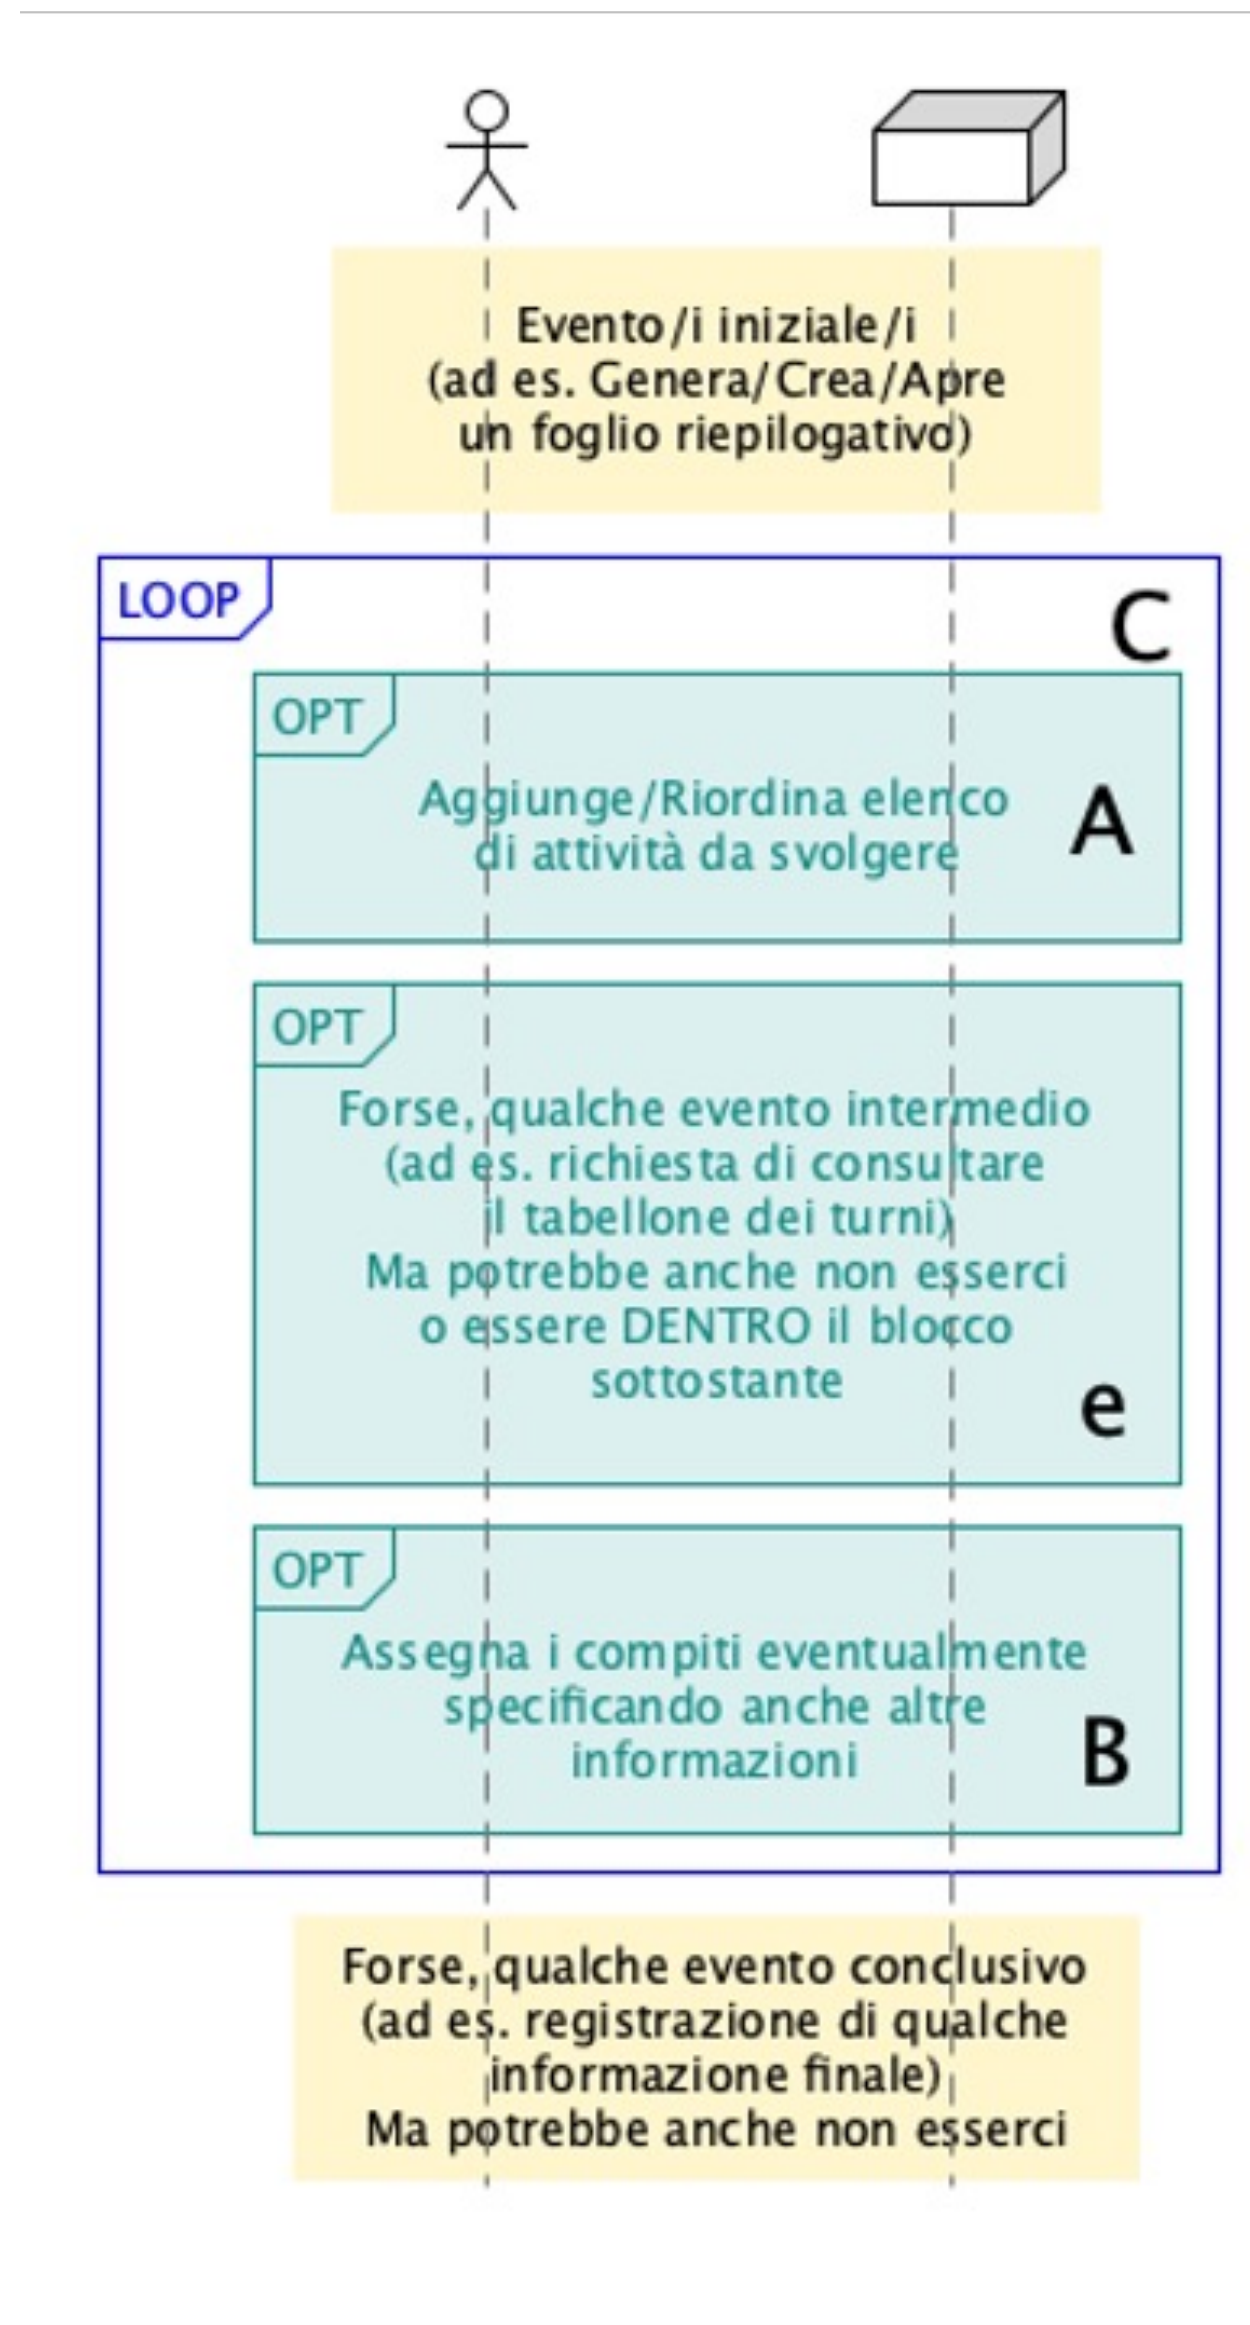 Evento/i iniziale/i
(ad es. Genera/Crea/Apre
un foglio riepilogativo)
LOOP
C
OPT
Aggiunge/Riordina elenco
di attività da svolgere
A
OPT
Forse, qualche evento intermedio
(ad es. richiesta di consultare
il tabellone dei turni)
Ma potrebbe anche non esserci
o essere DENTRO il blocco
sottostante
e
OPT
Assegna i compiti eventualmente
specificando anche altre
informazioni
B
Forse, qualche evento conclusivo
(ad es. registrazione di qualche
informazione finale)
Ma potrebbe anche non esserci